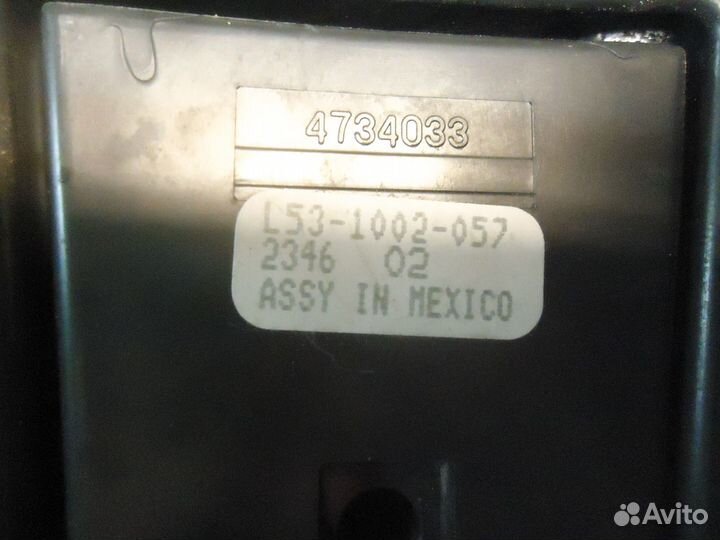 4734033
L53-1002-057
2346 02
ASSY IN MEXICO
Avito